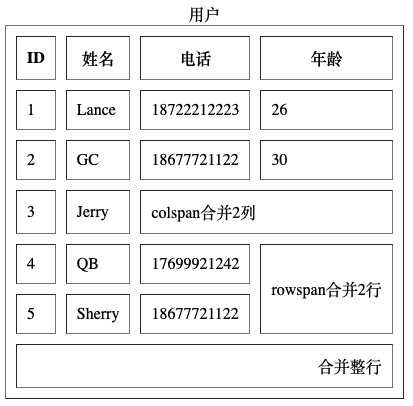 用户
ID 姓名 电话 年龄
1 Lance 18722212223 26
2 GC 18677721122 30
3 Jerry colspan合并2列
4 QB 17699921242 rowspan合并2行
5 Sherry 18677721122
合并整行